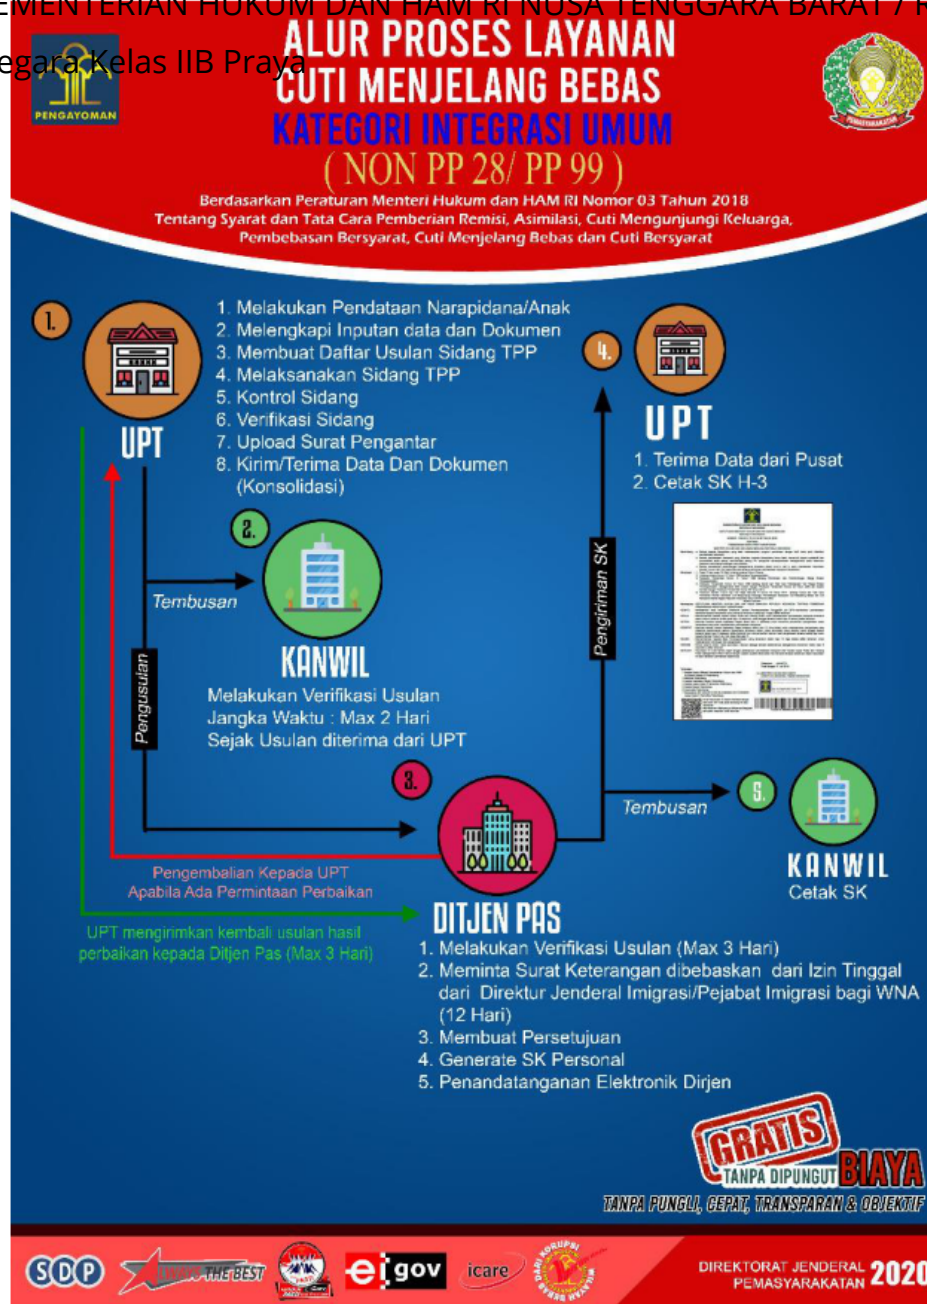 EMENTERIAN HUKUM DAN HAM RI NUSA TENGGARA BARAT / R
egara Kelas IIB Praya
PENGAYOMAN
ALUR PROSES LAYANAN
CUTI MENJELANG BEBAS
KATEGORI INTEGRASI UMUM
( NON PP 28/ PP 99 )
PEMASYARAKATAN
Berdasarkan Peraturan Menteri Hukum dan HAM RI Nomor 03 Tahun 2018
Tentang Syarat dan Tata Cara Pemberian Remisi, Asimilasi, Cuti Mengunjungi Keluarga,
Pembebasan Bersyarat, Cuti Menjelang Bebas dan Cuti Bersyarat
1.
UPT
1. Melakukan Pendataan Narapidana/Anak
2. Melengkapi Inputan data dan Dokumen
3. Membuat Daftar Usulan Sidang TPP
4. Melaksanakan Sidang TPP
5. Kontrol Sidang
6. Verifikasi Sidang
7. Upload Surat Pengantar
8. Kirim/Terima Data Dan Dokumen
(Konsolidasi)
4.
UPT
1. Terima Data dari Pusat
2. Cetak SK H-3
2.
Tembusan
KANWIL
Melakukan Verifikasi Usulan
Jangka Waktu : Max 2 Hari
Sejak Usulan diterima dari UPT
Pengusulan
Pengiriman SK
3.
Tembusan
5.
KANWIL
Cetak SK
Pengembalian Kepada UPT
Apabila Ada Permintaan Perbaikan
UPT mengirimkan kembali usulan hasil
perbaikan kepada Ditjen Pas (Max 3 Hari)
DITJEN PAS
1. Melakukan Verifikasi Usulan (Max 3 Hari)
2. Meminta Surat Keterangan dibebaskan dari Izin Tinggal
dari Direktur Jenderal Imigrasi/Pejabat Imigrasi bagi WNA
(12 Hari)
3. Membuat Persetujuan
4. Generate SK Personal
5. Penandatanganan Elektronik Dirjen
GRATIS
TANPA DIPUNGUT BIAYA
TANPA PUNGLI, CEPAT, TRANSPARAN & OBJEKTIF
SDP
ALWAYS THE BEST
e gov
icare
DIREKTORAT JENDERAL
PEMASYARAKATAN 2020